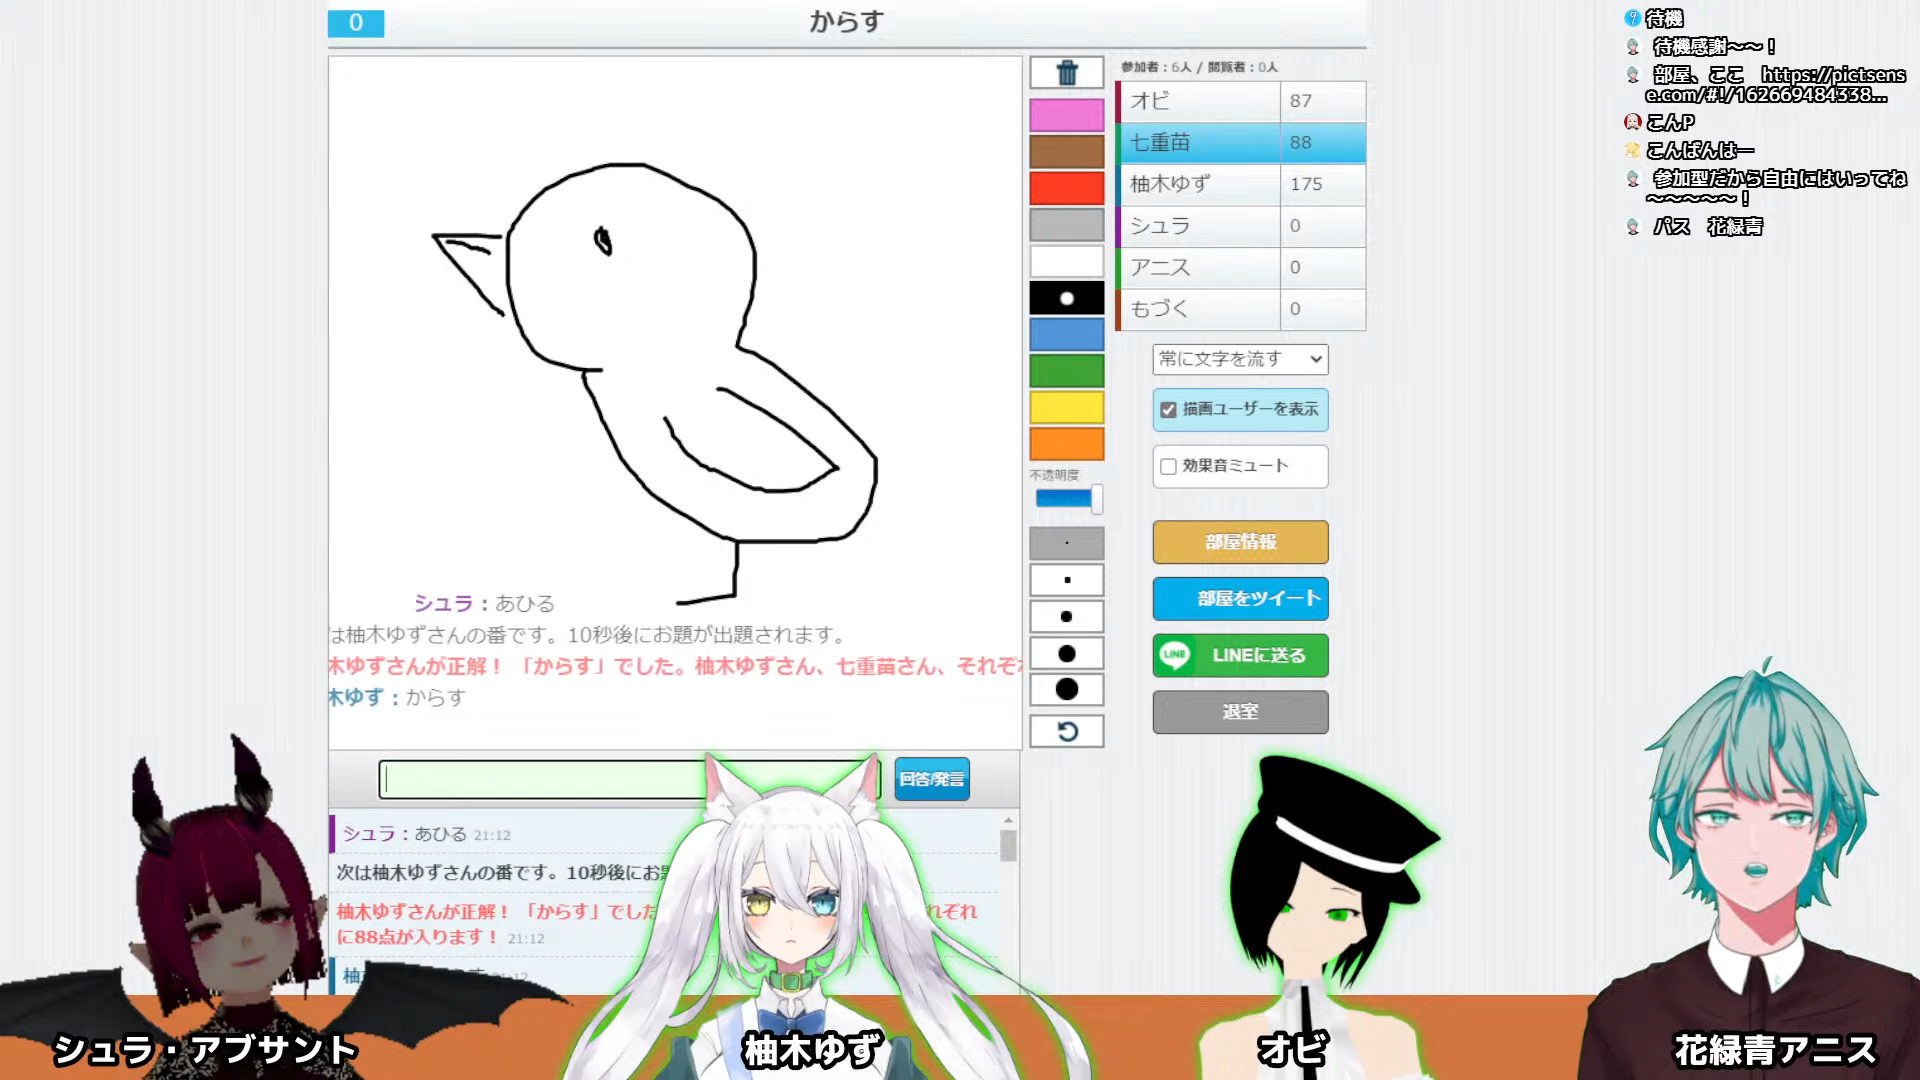 0
からす
参加者：6人 / 閲覧者：0人
オビ 87
七重苗 88
柚木ゆず 175
シュラ 0
アニス 0
もづく 0
常に文字を流す
描画ユーザーを表示
効果音ミュート
不透明度
部屋情報
部屋をツイート
LINE LINEに送る
退室
シュラ：あひる
は柚木ゆずさんの番です。10秒後にお題が出題されます。
木ゆずさんが正解！「からす」でした。柚木ゆずさん、七重苗さん、それぞ
木ゆず：からす
回答/発言
シュラ：あひる 21:12
次は柚木ゆずさんの番です。10秒後にお
柚木ゆずさんが正解！「からす」でした れぞれ
に88点が入ります！ 21:12
待機
待機感謝～～！
部屋、ここ https://pictsens
e.com/#!/162669484338...
こんP
こんばんはー
参加型だから自由にはいってね
～～～～～！
パス 花緑青
シュラ・アブサント
柚木ゆず
オビ
花緑青アニス